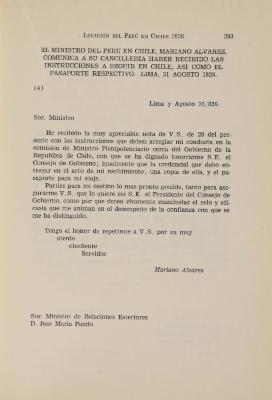 LEGACIÓN DEL PERÚ EN CHILE 1826 293
EL MINISTRO DEL PERU EN CHILE, MARIANO ALVAREZ,
COMUNICA A SU CANCILLERIA HABER RECIBIDO LAS
INSTRUCCIONES A SEGUIR EN CHILE, ASI COMO EL
PASAPORTE RESPECTIVO. LIMA, 31 AGOSTO 1826.
(4)
Lima y Agosto 31/826.
Sor. Ministro
He recibido la muy apreciable nota de V.S. de 29 del pre-
sente con las instrucciones que deben arreglar mi conducta en la
comision de Ministro Plenipotenciario cerca del Gobierno de la
Republica de Chile, con que se ha dignado honrarme S.E. el
Consejo de Gobierno; igualmente que la credencial que debo en-
tregar en el acto de mi recibimiento; una copia de ella, y el pa-
saporte para mi viaje.
Partire para mi destino lo mas pronto posible, tanto para ase-
gurarme V.S. que lo quiere asi S.E. el Presidente del Consejo de
Gobierno, como por que deceo vivamente manifestar el celo y efi-
casia que me animan en el desempeño de la confianza con que se
me ha distinguido.
Tengo el honor de repetirme a V.S. por su muy
atento
obediente
Servidor
Mariano Alvarez
Sor. Ministro de Relaciones Exteriores
D. José María Pando